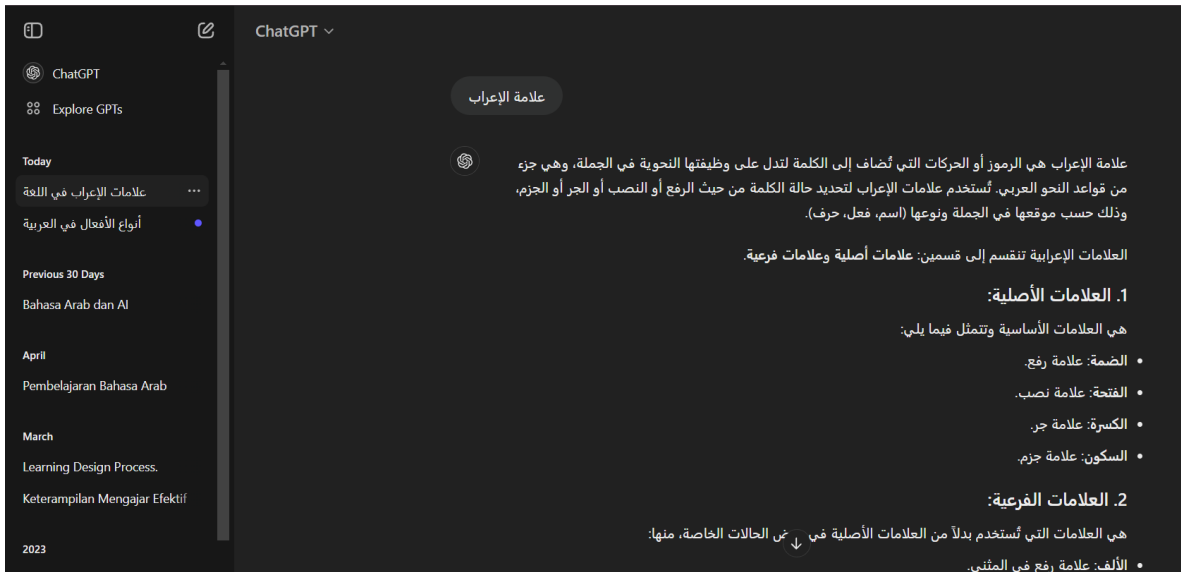 ChatGPT
Explore GPTs
Today
علامات الإعراب في اللغة
أنواع الأفعال في العربية
Previous 30 Days
Bahasa Arab dan AI
April
Pembelajaran Bahasa Arab
March
Learning Design Process.
Keterampilan Mengajar Efektif
2023
ChatGPT
علامة الإعراب
علامة الإعراب هي الرموز أو الحركات التي تُضاف إلى الكلمة لتدل على وظيفتها النحوية في الجملة، وهي جزء
من قواعد النحو العربي. تُستخدم علامات الإعراب لتحديد حالة الكلمة من حيث الرفع أو النصب أو الجر أو الجزم،
وذلك حسب موقعها في الجملة ونوعها (اسم، فعل، حرف).
العلامات الإعرابية تنقسم إلى قسمين: علامات أصلية وعلامات فرعية.
1. العلامات الأصلية:
هي العلامات الأساسية وتتمثل فيما يلي:
• الضمة: علامة رفع.
• الفتحة: علامة نصب.
• الكسرة: علامة جر.
• السكون: علامة جزم.
2. العلامات الفرعية:
هي العلامات التي تُستخدم بدلاً من العلامات الأصلية في الحالات الخاصة، منها:
• الألف: علامة رفع في المثنى.